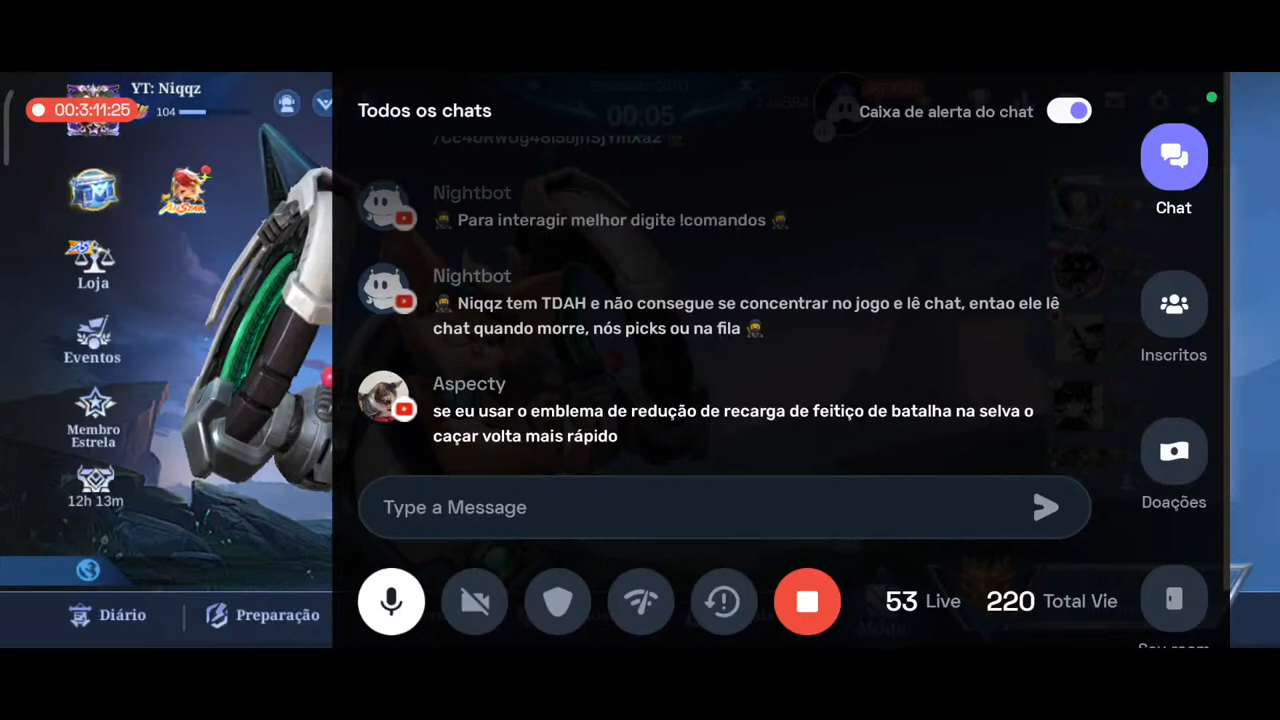 YT: Niqqz
00:3:11:25
104
Loja
Eventos
Membro
Estrela
12h 13m
Diário
Preparação
Todos os chats
00:05
Caixa de alerta do chat
Nightbot
Para interagir melhor digite !comandos
Nightbot
Niqqz tem TDAH e não consegue se concentrar no jogo e lê chat, entao ele lê
chat quando morre, nós picks ou na fila
Aspecty
se eu usar o emblema de redução de recarga de feitiço de batalha na selva o
caçar volta mais rápido
Type a Message
53 Live
220 Total Vie
Chat
Inscritos
Doações